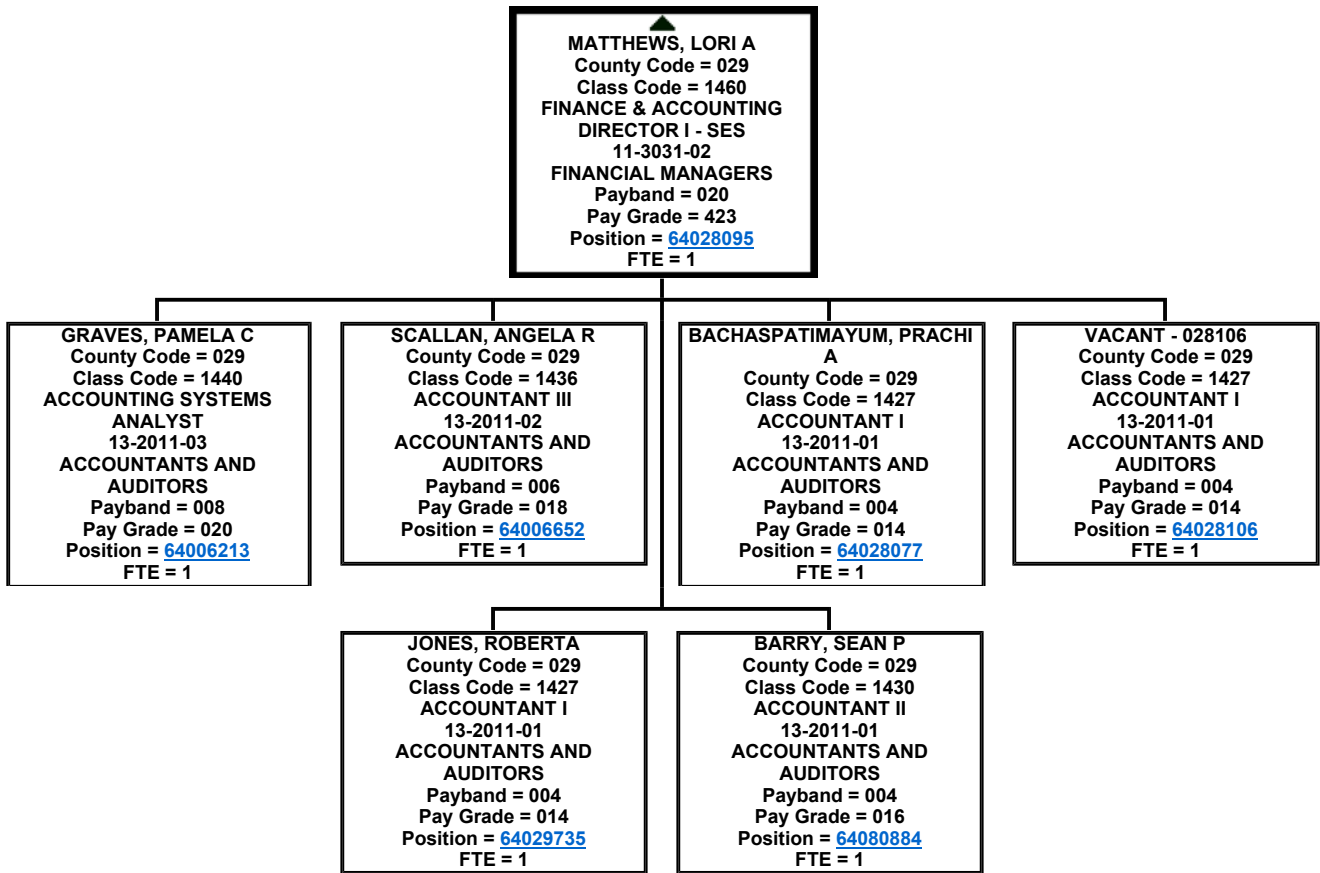 MATTHEWS, LORI A
County Code = 029
Class Code = 1460
FINANCE & ACCOUNTING
DIRECTOR I - SES
11-3031-02
FINANCIAL MANAGERS
Payband = 020
Pay Grade = 423
Position = 64028095
FTE = 1
GRAVES, PAMELA C
County Code = 029
Class Code = 1440
ACCOUNTING SYSTEMS
ANALYST
13-2011-03
ACCOUNTANTS AND
AUDITORS
Payband = 008
Pay Grade = 020
Position = 64006213
FTE = 1
SCALLAN, ANGELA R
County Code = 029
Class Code = 1436
ACCOUNTANT III
13-2011-02
ACCOUNTANTS AND
AUDITORS
Payband = 006
Pay Grade = 018
Position = 64006652
FTE = 1
BACHASPATIMAYUM, PRACHI
A
County Code = 029
Class Code = 1427
ACCOUNTANT I
13-2011-01
ACCOUNTANTS AND
AUDITORS
Payband = 004
Pay Grade = 014
Position = 64028077
FTE = 1
VACANT - 028106
County Code = 029
Class Code = 1427
ACCOUNTANT I
13-2011-01
ACCOUNTANTS AND
AUDITORS
Payband = 004
Pay Grade = 014
Position = 64028106
FTE = 1
JONES, ROBERTA
County Code = 029
Class Code = 1427
ACCOUNTANT I
13-2011-01
ACCOUNTANTS AND
AUDITORS
Payband = 004
Pay Grade = 014
Position = 64029735
FTE = 1
BARRY, SEAN P
County Code = 029
Class Code = 1430
ACCOUNTANT II
13-2011-01
ACCOUNTANTS AND
AUDITORS
Payband = 004
Pay Grade = 016
Position = 64080884
FTE = 1